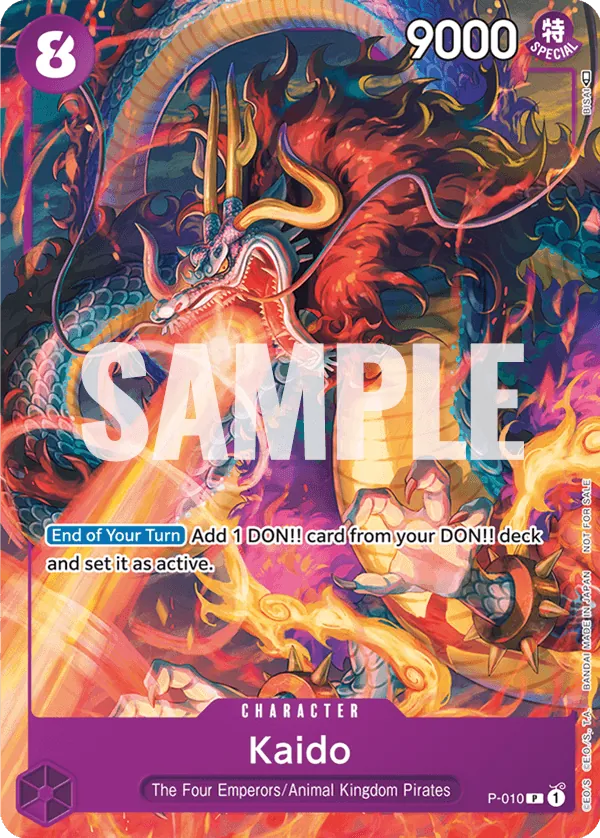 8
9000
特
SPECIAL
BISAI
SAMPLE
End of Your Turn Add 1 DON!! card from your DON!! deck
and set it as active.
CHARACTER
Kaido
The Four Emperors/Animal Kingdom Pirates
P-010 P 1
©E.O/S. ©E.O./S., T.A. BANDAI MADE IN JAPAN NOT FOR SALE